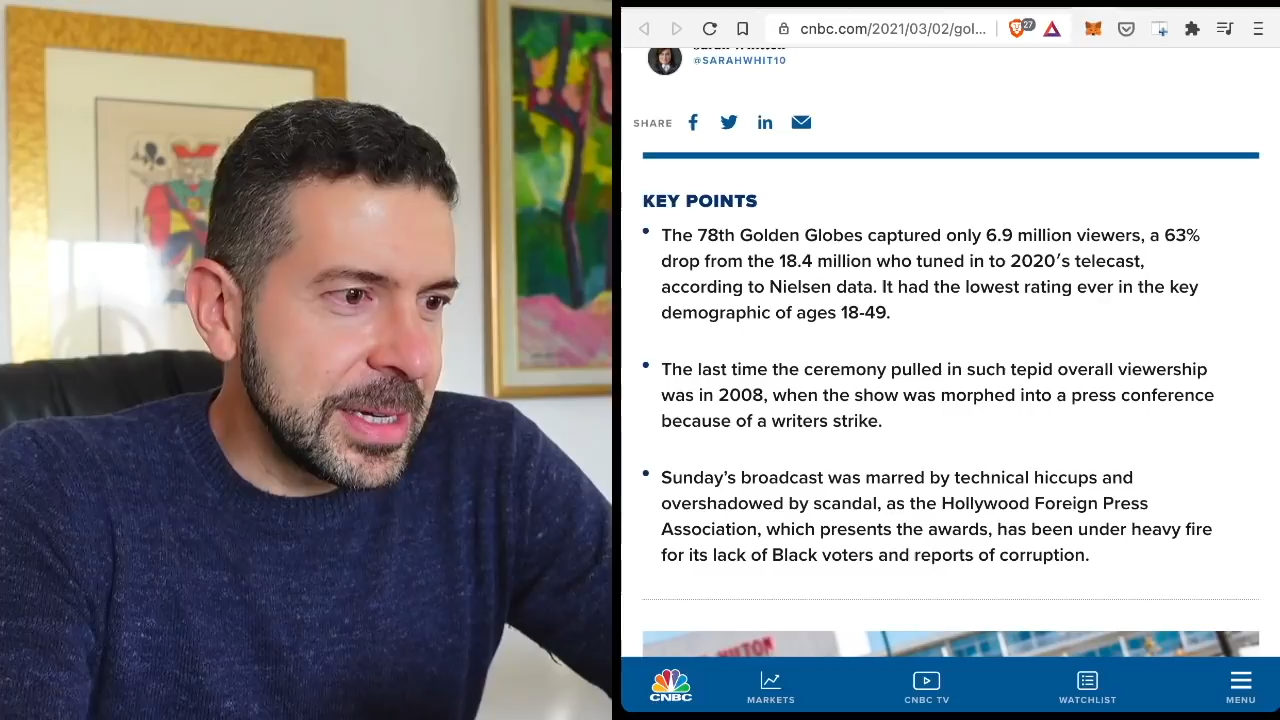 cnbc.com/2021/03/02/gol...
27
@SARAHWHIT10
SHARE
KEY POINTS
The 78th Golden Globes captured only 6.9 million viewers, a 63%
drop from the 18.4 million who tuned in to 2020′s telecast,
according to Nielsen data. It had the lowest rating ever in the key
demographic of ages 18-49.
The last time the ceremony pulled in such tepid overall viewership
was in 2008, when the show was morphed into a press conference
because of a writers strike.
Sunday’s broadcast was marred by technical hiccups and
overshadowed by scandal, as the Hollywood Foreign Press
Association, which presents the awards, has been under heavy fire
for its lack of Black voters and reports of corruption.
CNBC
MARKETS
CNBC TV
WATCHLIST
MENU